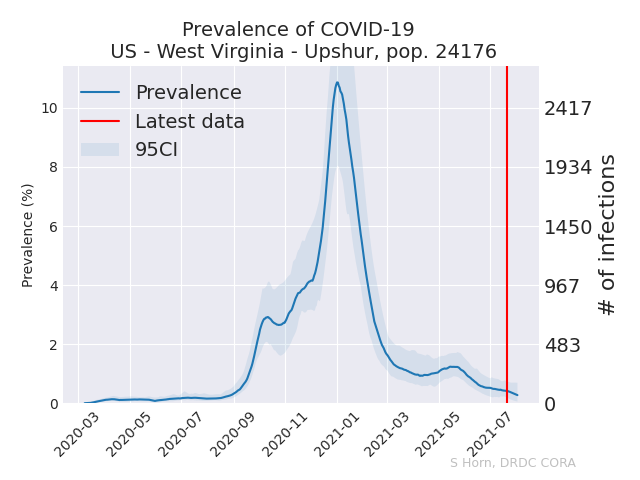 Prevalence of COVID-19
US - West Virginia - Upshur, pop. 24176
Prevalence
Latest data
95CI
Prevalence (%)
10
8
6
4
2
0
2417
1934
1450
967
483
0
# of infections
2020-03
2020-05
2020-07
2020-09
2020-11
2021-01
2021-03
2021-05
2021-07
S Horn, DRDC CORA